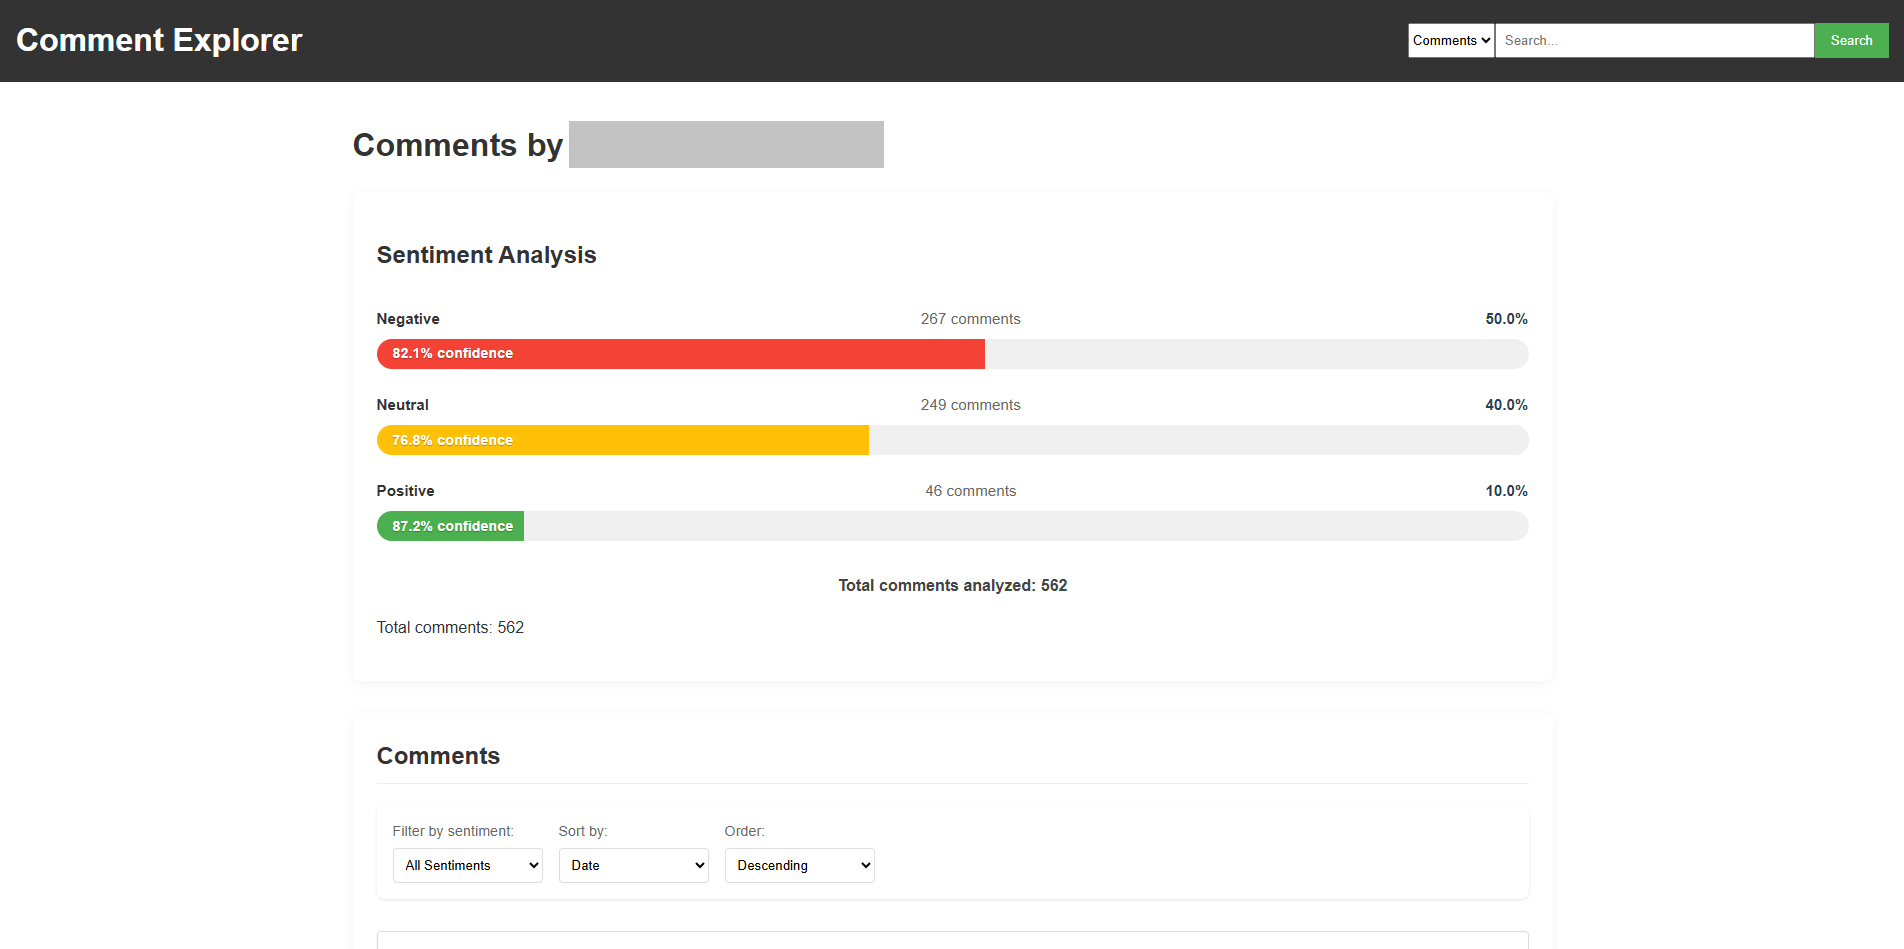 Comment Explorer
Comments Search... Search
Comments by
Sentiment Analysis
Negative 267 comments 50.0%
82.1% confidence
Neutral 249 comments 40.0%
76.8% confidence
Positive 46 comments 10.0%
87.2% confidence
Total comments analyzed: 562
Total comments: 562
Comments
Filter by sentiment: Sort by: Order:
All Sentiments Date Descending